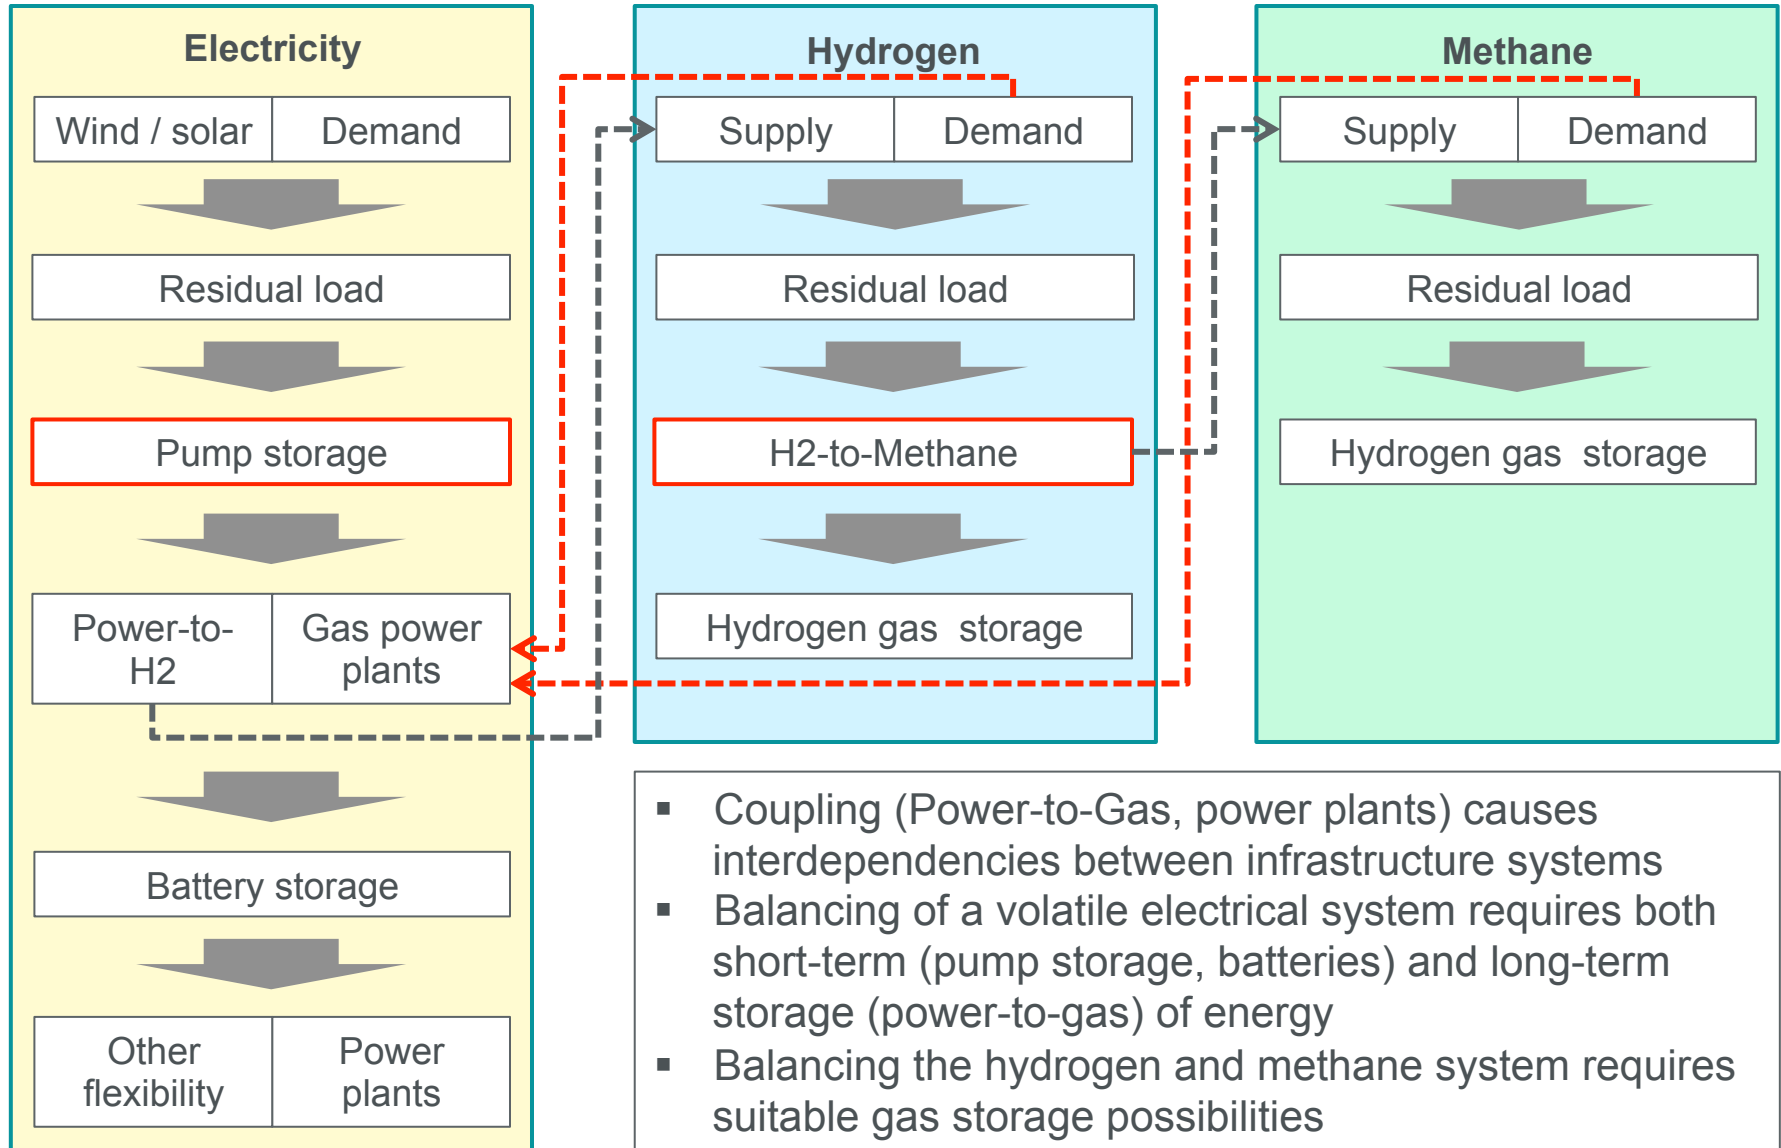 Electricity
Wind / solar
Demand
Residual load
Pump storage
Power-to-
H2
Gas power
plants
Battery storage
Other
flexibility
Power
plants
Hydrogen
Supply
Demand
Residual load
H2-to-Methane
Hydrogen gas  storage
Methane
Supply
Demand
Residual load
Hydrogen gas  storage
▪ Coupling (Power-to-Gas, power plants) causes
interdependencies between infrastructure systems
▪ Balancing of a volatile electrical system requires both
short-term (pump storage, batteries) and long-term
storage (power-to-gas) of energy
▪ Balancing the hydrogen and methane system requires
suitable gas storage possibilities